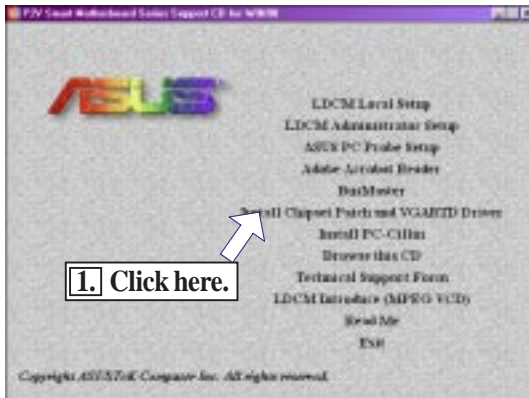 P2V Smart Motherboard Series Support CD for WIN98
ASUS
LDCM Local Setup
LDCM Administrator Setup
ASUS PC Probe Setup
Adobe Acrobat Reader
BusMaster
Install Chipset Patch and VGARTD Driver
Install PC-Cillin
Browse this CD
1. Click here.
Technical Support Form
LDCM Introduce (MPEG VCD)
Read Me
Exit
Copyright ASUSTeK Computer Inc. All rights reserved.